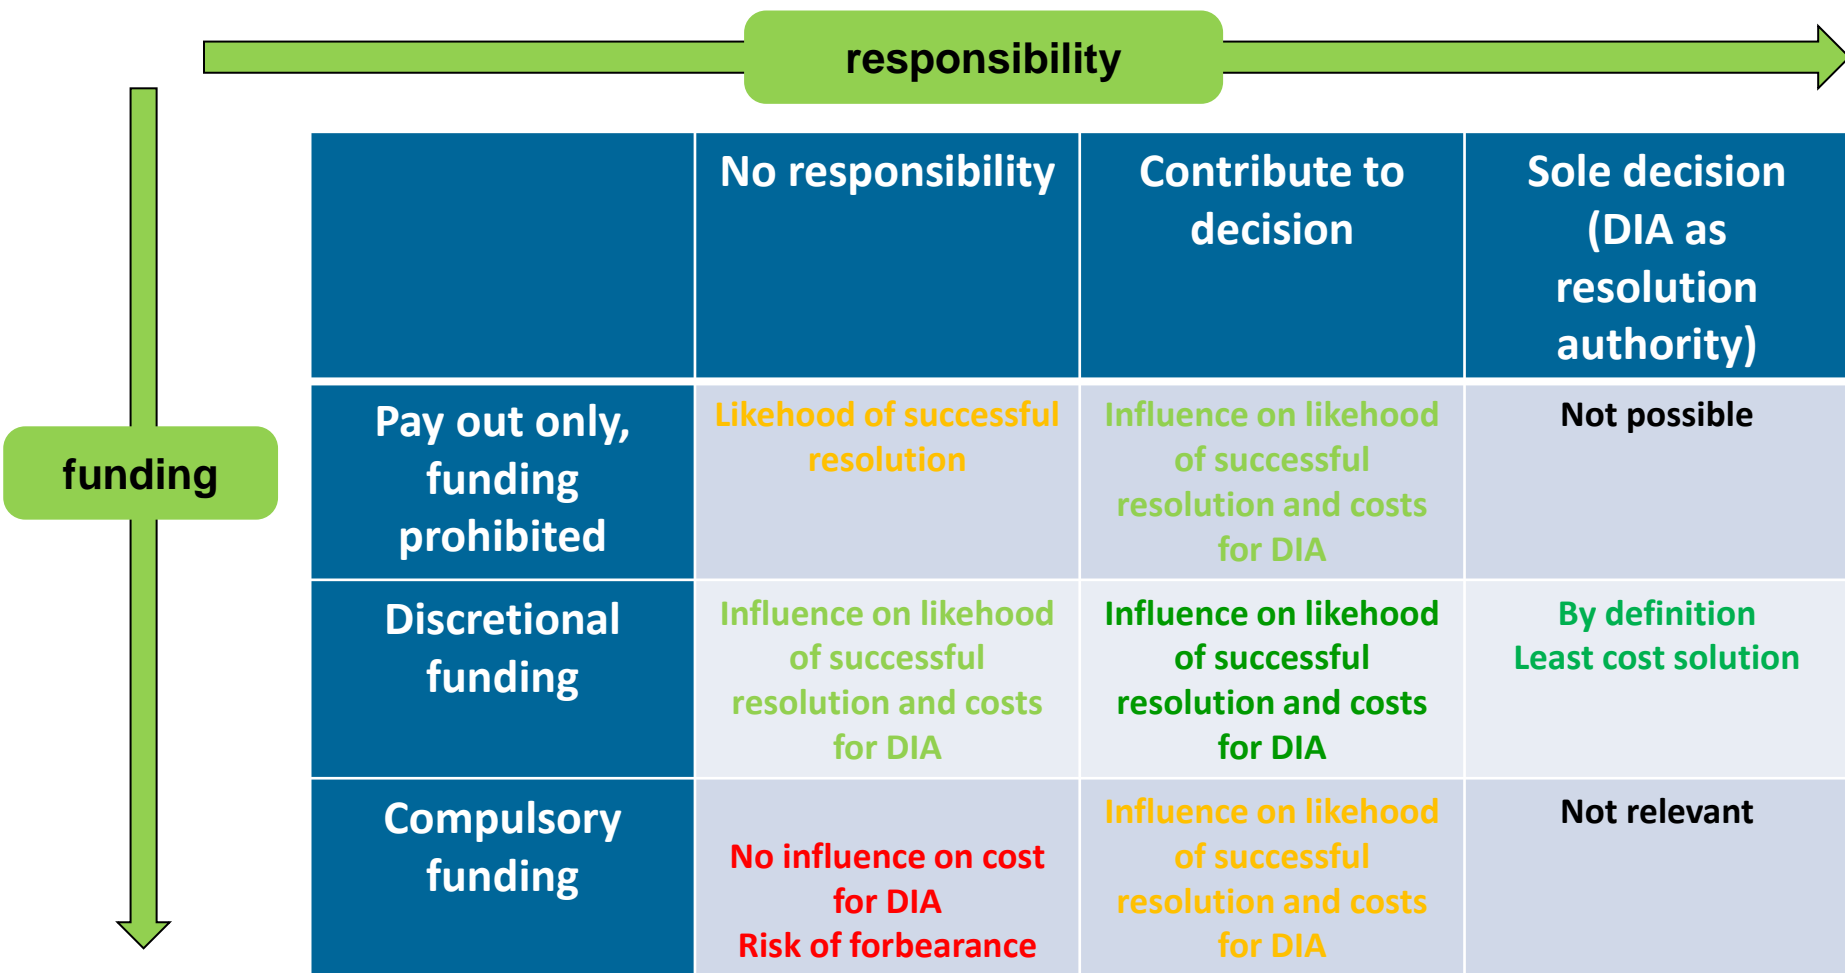 responsibility
funding
No responsibility
Contribute to
decision
Sole decision
(DIA as
resolution
authority)
Pay out only,
funding
prohibited
Likehood of successful
resolution
Influence on likehood
of successful
resolution and costs
for DIA
Not possible
Discretional
funding
Influence on likehood
of successful
resolution and costs
for DIA
Influence on likehood
of successful
resolution and costs
for DIA
By definition
Least cost solution
Compulsory
funding
No influence on cost
for DIA
Risk of forbearance
Influence on likehood
of successful
resolution and costs
for DIA
Not relevant